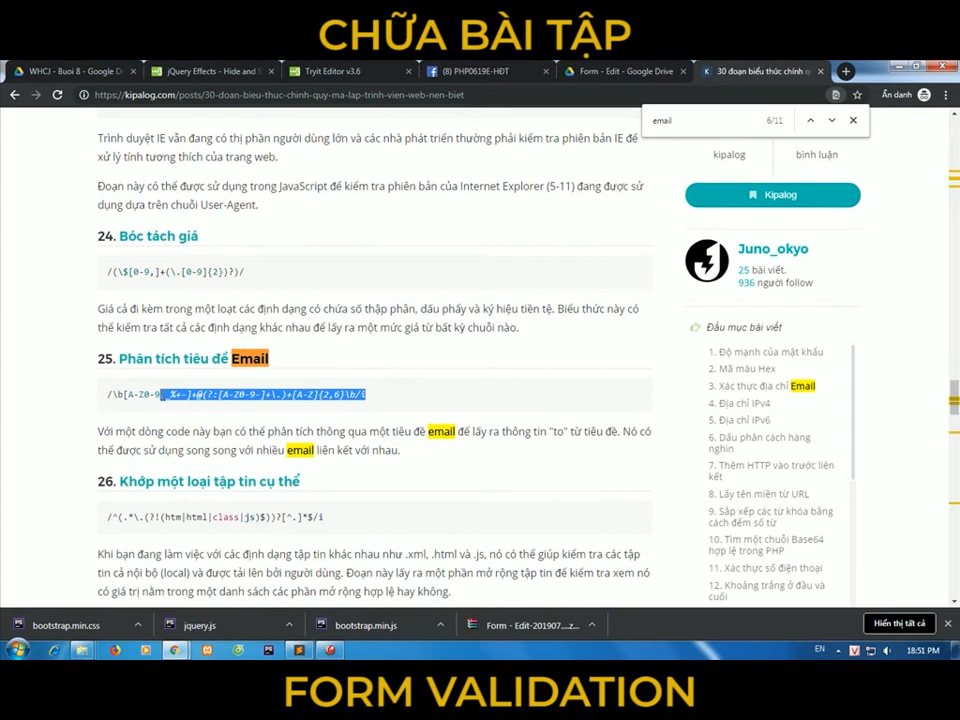 CHỮA BÀI TẬP
WHCJ - Buoi 8 - Google D
jQuery Effects - Hide and S
Tryit Editor v3.6
(8) PHP0619E-HĐT
Form - Edit - Google Drive
30 đoạn biểu thức chính q
https://kipalog.com/posts/30-doan-bieu-thuc-chinh-quy-ma-lap-trinh-vien-web-nen-biet
Ẩn danh
email
6/11
Trình duyệt IE vẫn đang có thị phần người dùng lớn và các nhà phát triển thường phải kiểm tra phiên bản IE để
xử lý tính tương thích của trang web.
Đoạn này có thể được sử dụng trong JavaScript để kiểm tra phiên bản của Internet Explorer (5-11) đang được sử
dụng dựa trên chuỗi User-Agent.
24. Bóc tách giá
/(\$[0-9,]+(\.[0-9]{2})?)/
Giá cả đi kèm trong một loạt các định dạng có chứa số thập phân, dấu phẩy và ký hiệu tiền tệ. Biểu thức này có
thể kiểm tra tất cả các định dạng khác nhau để lấy ra một mức giá từ bất kỳ chuỗi nào.
25. Phân tích tiêu đề Email
/\b[A-Z0-9._%+-]+@(?:[A-Z0-9-]+\.)+[A-Z]{2,6}\b/i
Với một dòng code này bạn có thể phân tích thông qua một tiêu đề email để lấy ra thông tin "to" từ tiêu đề. Nó có
thể được sử dụng song song với nhiều email liên kết với nhau.
26. Khớp một loại tập tin cụ thể
/^(.*\.(?!(htm|html|class|js)$))?[^.]*$/i
Khi bạn đang làm việc với các định dạng tập tin khác nhau như .xml, .html và .js, nó có thể giúp kiểm tra các tập
tin cả nội bộ (local) và được tải lên bởi người dùng. Đoạn này lấy ra một phần mở rộng tập tin để kiểm tra xem nó
có giá trị nằm trong một danh sách các phần mở rộng hợp lệ hay không.
kipalog
bình luận
Kipalog
Juno_okyo
25 bài viết.
936 người follow
Đầu mục bài viết
1. Độ mạnh của mật khẩu
2. Mã màu Hex
3. Xác thực địa chỉ Email
4. Địa chỉ IPv4
5. Địa chỉ IPv6
6. Dấu phân cách hàng
nghìn
7. Thêm HTTP vào trước liên
kết
8. Lấy tên miền từ URL
9. Sắp xếp các từ khóa bằng
cách đếm số từ
10. Tìm một chuỗi Base64
hợp lệ trong PHP
11. Xác thực số điện thoại
12. Khoảng trắng ở đầu và
cuối
bootstrap.min.css
jquery.js
bootstrap.min.js
Form - Edit-201907....z...
Hiển thị tất cả
EN
18:51 PM
FORM VALIDATION